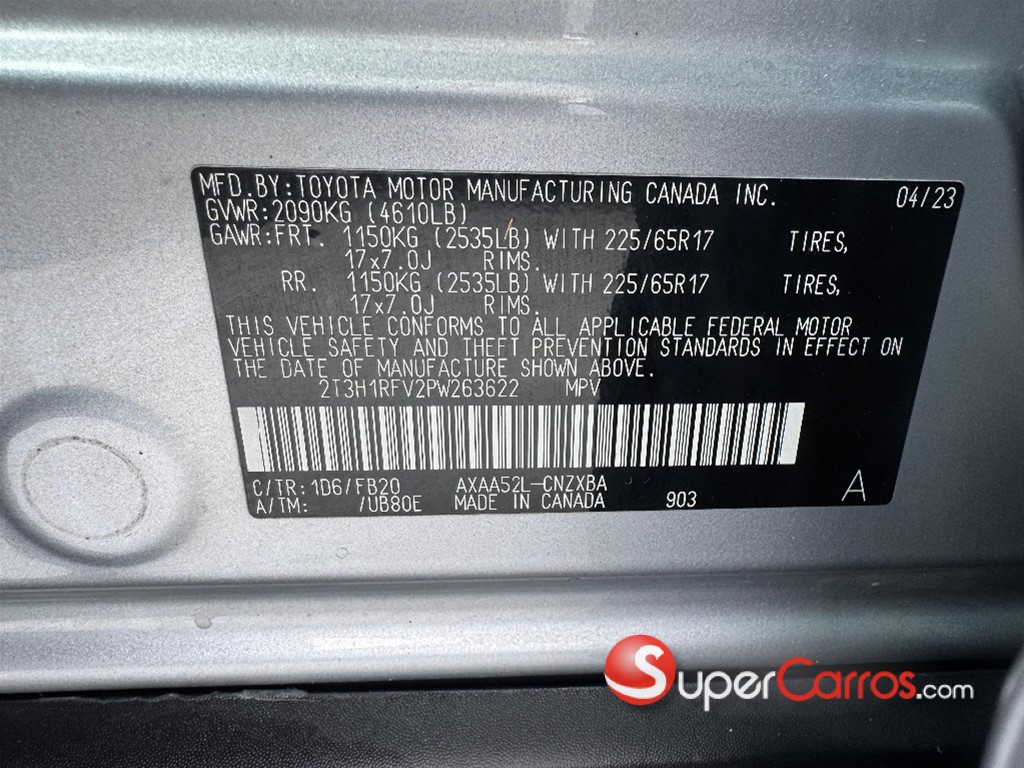 MFD.BY:TOYOTA MOTOR MANUFACTURING CANADA INC. 04/23
GVWR:2090KG (4610LB)
GAWR:FRT. 1150KG (2535LB) WITH 225/65R17 TIRES,
17x7.0J RIMS.
RR. 1150KG (2535LB) WITH 225/65R17 TIRES,
17x7.0J RIMS.
THIS VEHICLE CONFORMS TO ALL APPLICABLE FEDERAL MOTOR
VEHICLE SAFETY AND THEFT PREVENTION STANDARDS IN EFFECT ON
THE DATE OF MANUFACTURE SHOWN ABOVE.
2T3H1RFV2PW263622 MPV
C/TR:1D6/FB20 AXAA52L-CNZXBA
A/TM: /UB80E MADE IN CANADA 903 A
SuperCarros.com